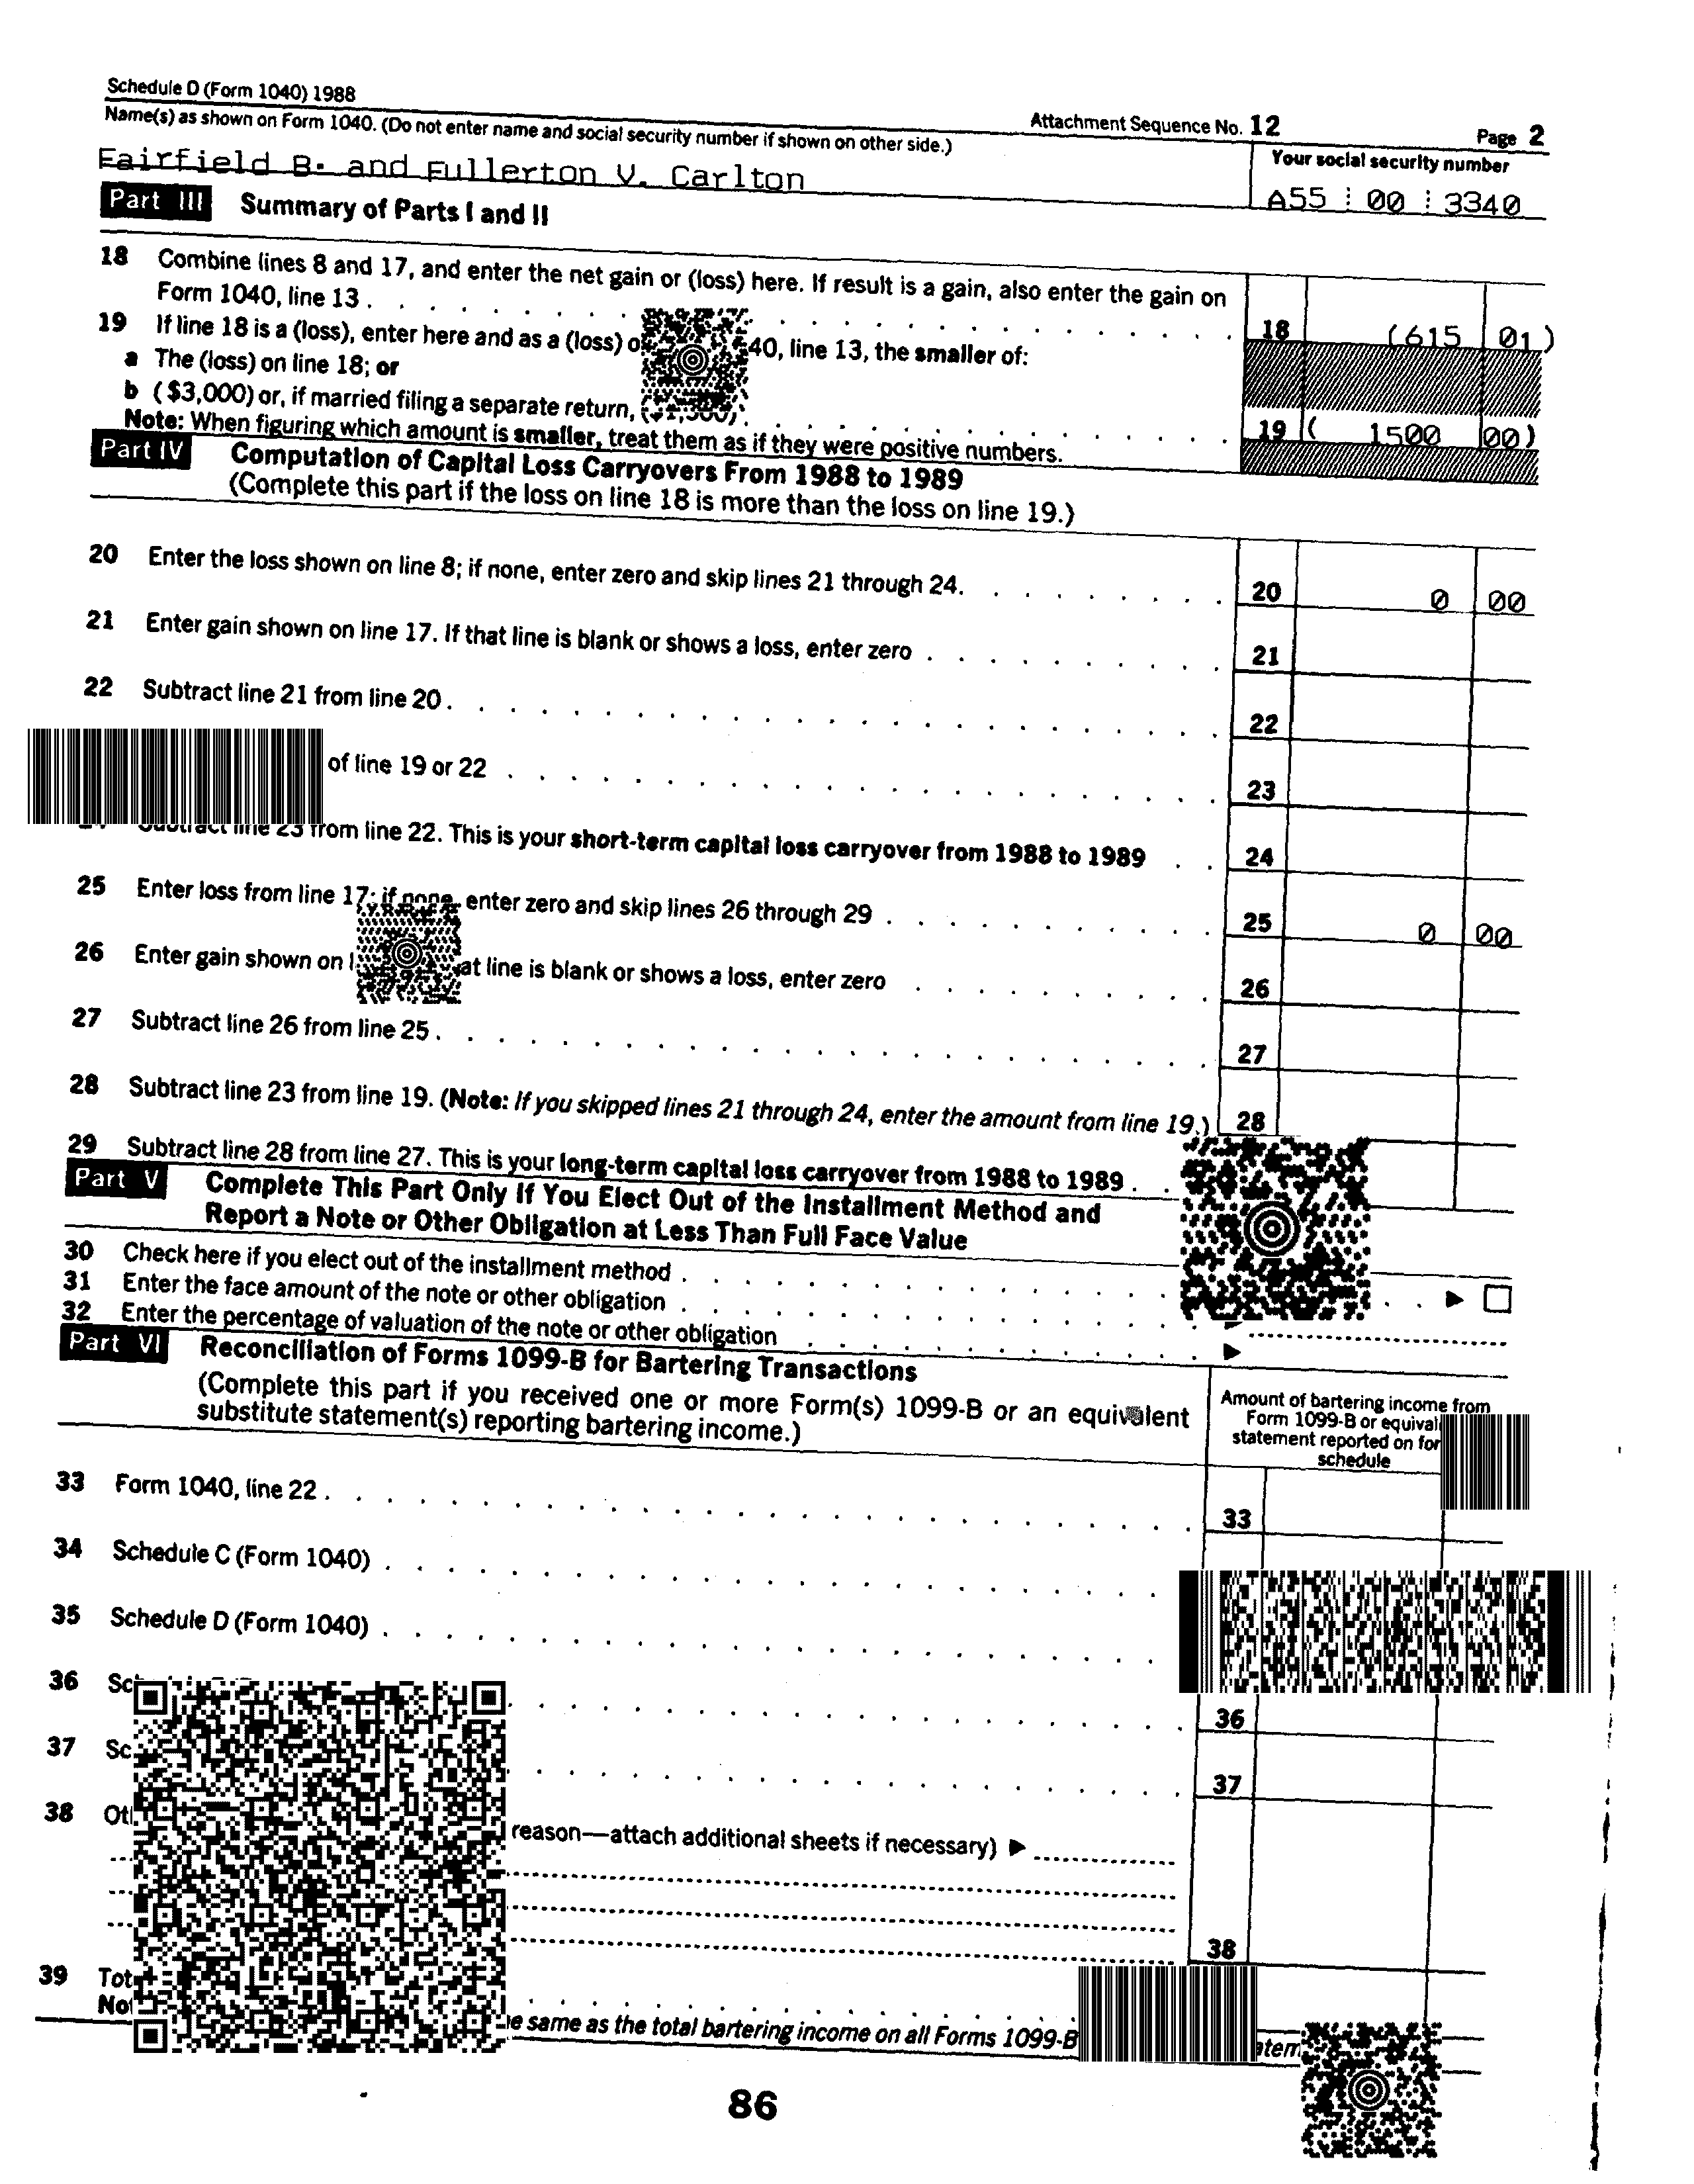 Schedule D (Form 1040) 1988
Attachment Sequence No. 12
Page 2
Name(s) as shown on Form 1040. (Do not enter name and social security number if shown on other side.)
Your social security number
Fairfield B. and Fullerton V. Carlton
A55 00 3340
Part III Summary of Parts I and II
18 Combine lines 8 and 17, and enter the net gain or (loss) here. If result is a gain, also enter the gain on
Form 1040, line 13 . . . 18 (615 01)
19 If line 18 is a (loss), enter here and as a (loss) 40, line 13, the smaller of:
a The (loss) on line 18; or
b ($3,000) or, if married filing a separate return, . . . 19 ( 1500 00)
Note: When figuring which amount is smaller, treat them as if they were positive numbers.
Part IV Computation of Capital Loss Carryovers From 1988 to 1989
(Complete this part if the loss on line 18 is more than the loss on line 19.)
20 Enter the loss shown on line 8; if none, enter zero and skip lines 21 through 24. . . . 20 0 00
21 Enter gain shown on line 17. If that line is blank or shows a loss, enter zero . . . 21
22 Subtract line 21 from line 20 . . . 22
of line 19 or 22 . . . 23
Subtract line 23 from line 22. This is your short-term capital loss carryover from 1988 to 1989 . . 24
25 Enter loss from line 17; if none, enter zero and skip lines 26 through 29 . . . 25 0 00
26 Enter gain shown on at line is blank or shows a loss, enter zero . . . 26
27 Subtract line 26 from line 25 . . . 27
28 Subtract line 23 from line 19. (Note: If you skipped lines 21 through 24, enter the amount from line 19.) 28
29 Subtract line 28 from line 27. This is your long-term capital loss carryover from 1988 to 1989 . .
Part V Complete This Part Only If You Elect Out of the Installment Method and
Report a Note or Other Obligation at Less Than Full Face Value
30 Check here if you elect out of the installment method . . . ▶ ☐
31 Enter the face amount of the note or other obligation . . . ▶
32 Enter the percentage of valuation of the note or other obligation . . . ▶
Part VI Reconciliation of Forms 1099-B for Bartering Transactions
(Complete this part if you received one or more Form(s) 1099-B or an equivalent
substitute statement(s) reporting bartering income.)
Amount of bartering income from
Form 1099-B or
statement reported on
schedule
33 Form 1040, line 22 . . . 33
34 Schedule C (Form 1040) . . .
35 Schedule D (Form 1040) . . .
36 . . . 36
37 . . . 37
38 reason—attach additional sheets if necessary) ▶
38
39
same as the total bartering income on all Forms 1099-B
86